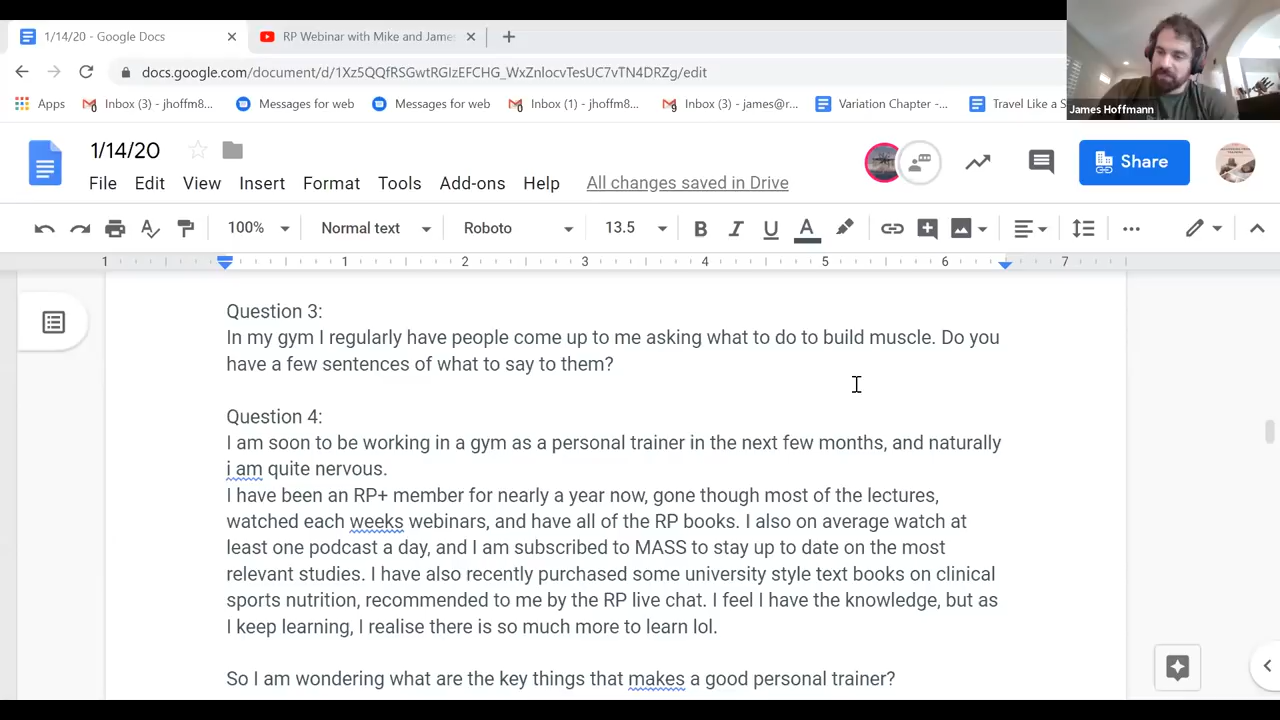 1/14/20 - Google Docs
RP Webinar with Mike and James
docs.google.com/document/d/1Xz5QQfRSGwtRGIzEFCHG_WxZnlocvTesUC7vTN4DRZg/edit
Apps
Inbox (3) - jhoffm8...
Messages for web
Messages for web
Inbox (1) - jhoffm8...
Inbox (3) - james@r...
Variation Chapter -...
Travel Like a S
James Hoffmann
1/14/20
File Edit View Insert Format Tools Add-ons Help All changes saved in Drive
Share
100% Normal text Roboto 13.5 B I U A
1 1 2 3 4 5 6 7
Question 3:
In my gym I regularly have people come up to me asking what to do to build muscle. Do you
have a few sentences of what to say to them?
Question 4:
I am soon to be working in a gym as a personal trainer in the next few months, and naturally
i am quite nervous.
I have been an RP+ member for nearly a year now, gone though most of the lectures,
watched each weeks webinars, and have all of the RP books. I also on average watch at
least one podcast a day, and I am subscribed to MASS to stay up to date on the most
relevant studies. I have also recently purchased some university style text books on clinical
sports nutrition, recommended to me by the RP live chat. I feel I have the knowledge, but as
I keep learning, I realise there is so much more to learn lol.
So I am wondering what are the key things that makes a good personal trainer?